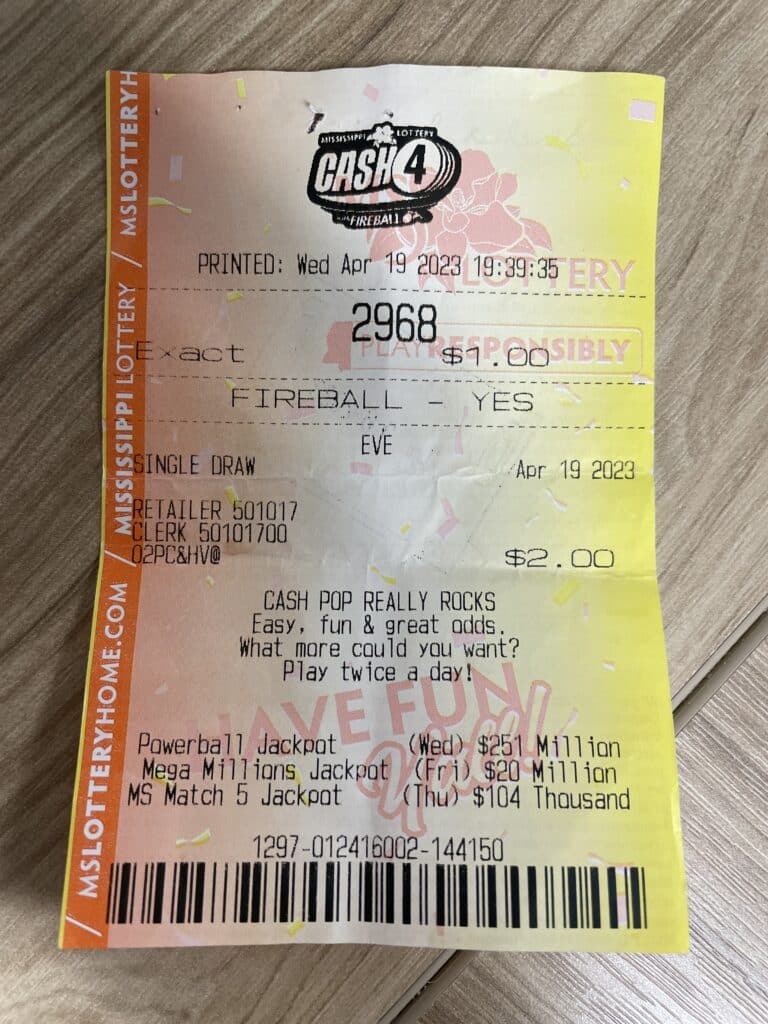 MISSISSIPPI LOTTERY
CASH 4
FIREBALL
PRINTED: Wed Apr 19 2023 19:39:35
LOTTERY
2968
PLAY RESPONSIBLY
Exact $1.00
FIREBALL - YES
EVE
SINGLE DRAW Apr 19 2023
RETAILER 501017
CLERK 50101700
02PC&HV@ $2.00
CASH POP REALLY ROCKS
Easy, fun & great odds.
What more could you want?
Play twice a day!
HAVE FUN
Y'all!
Powerball Jackpot (Wed) $251 Million
Mega Millions Jackpot (Fri) $20 Million
MS Match 5 Jackpot (Thu) $104 Thousand
1297-012416002-144150
/ MSLOTTERYHOME.COM / MISSISSIPPI LOTTERY / MSLOTTERYH